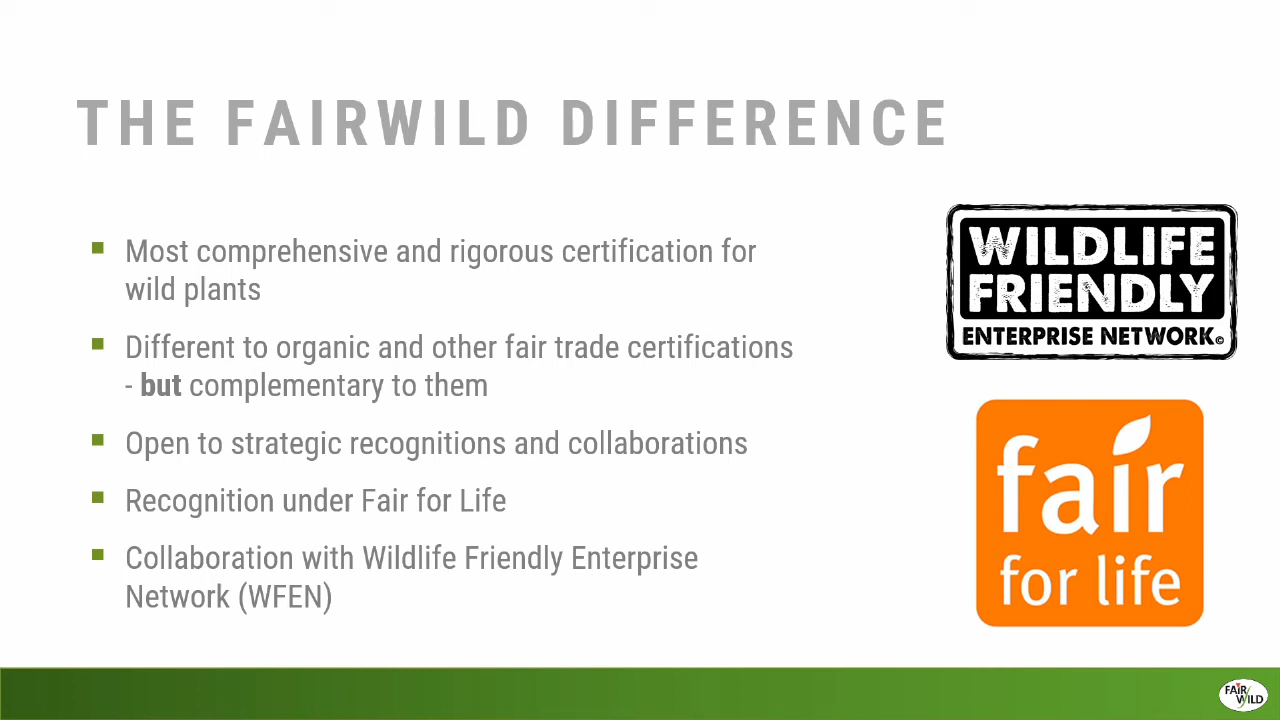 THE FAIRWILD DIFFERENCE
Most comprehensive and rigorous certification for
wild plants
Different to organic and other fair trade certifications
- but complementary to them
Open to strategic recognitions and collaborations
Recognition under Fair for Life
Collaboration with Wildlife Friendly Enterprise
Network (WFEN)
WILDLIFE
FRIENDLY
ENTERPRISE NETWORK©
fair
for life
FAIR
WILD